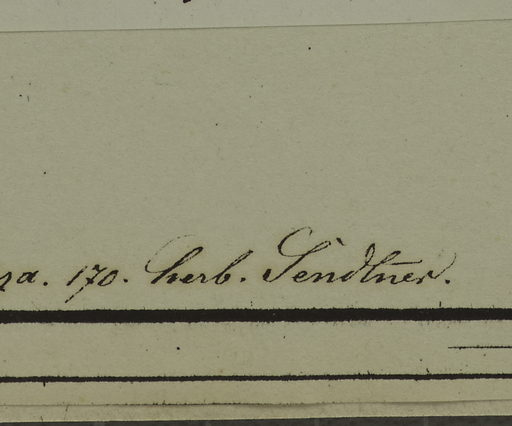 170. herb. Sendtner.